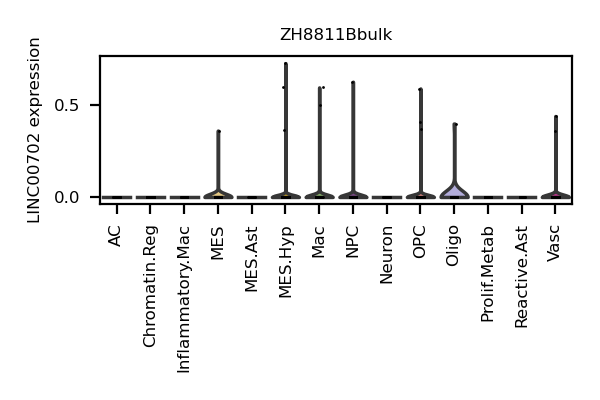 ZH8811Bbulk
LINC00702 expression
0.5
0.0
AC
Chromatin.Reg
Inflammatory.Mac
MES
MES.Ast
MES.Hyp
Mac
NPC
Neuron
OPC
Oligo
Prolif.Metab
Reactive.Ast
Vasc